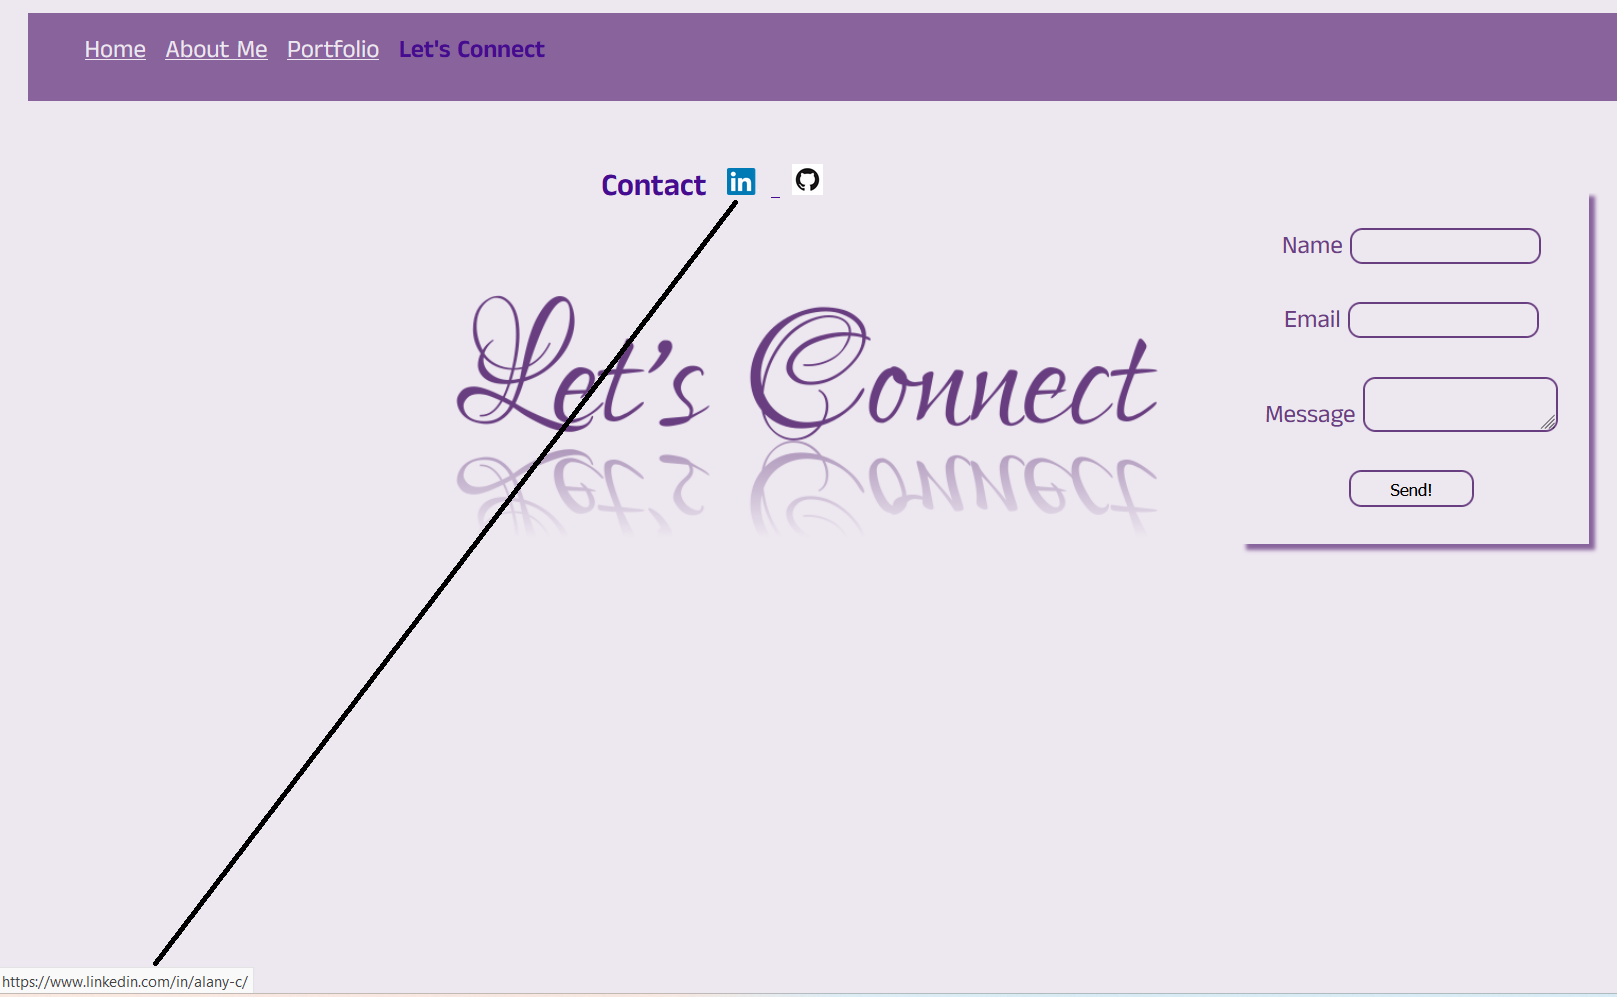 Home About Me Portfolio Let's Connect
Contact in _
Name
Email
Let's Connect
Message
Send!
https://www.linkedin.com/in/alany-c/